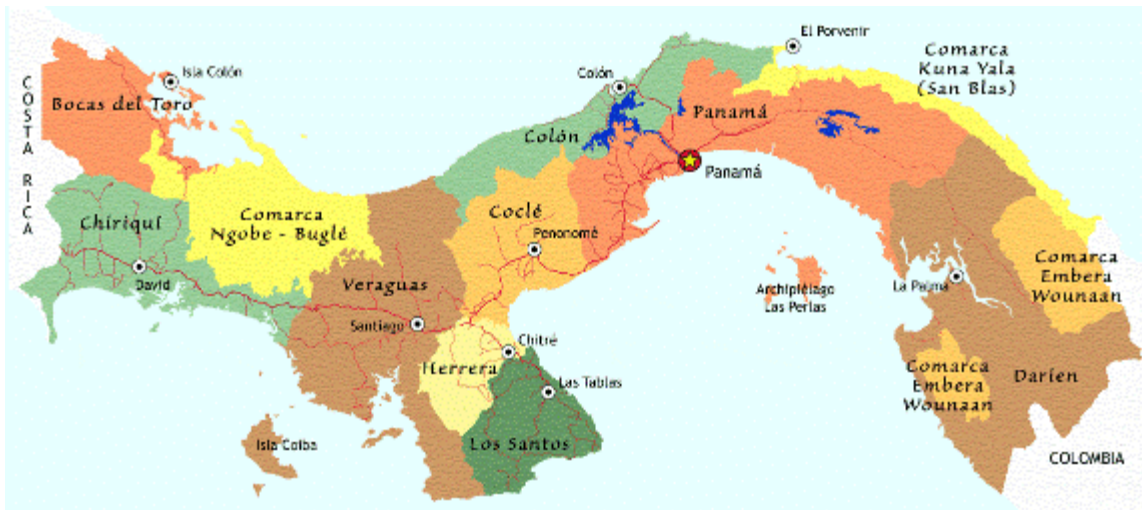 El Porvenir
Comarca
Kuna Yala
(San Blas)
Isla Colón
Colón
COSTA RICA
Bocas del Toro
Panamá
Colón
Panamá
Chiriquí
Comarca
Ngobe - Buglé
Coclé
Penonomé
David
Veraguas
Comarca
Embera
Wounaan
La Palma
Archipiélago
Las Perlas
Santiago
Chitré
Herrera
Las Tablas
Comarca
Embera
Wounaan
Daríen
Isla Coiba
Los Santos
COLOMBIA